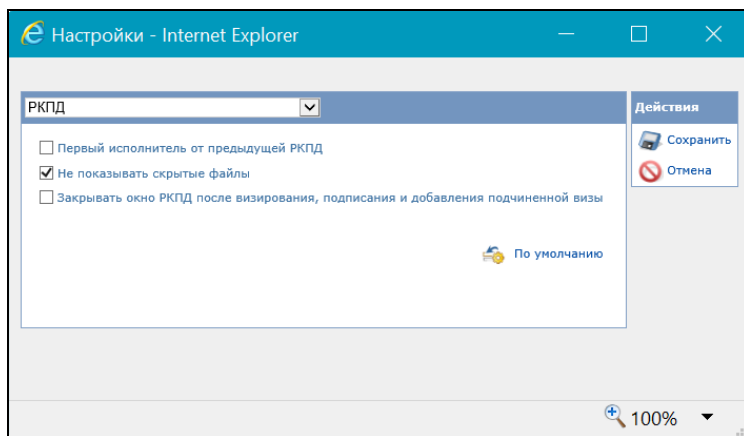 Настройки - Internet Explorer
РКПД
Действия
Первый исполнитель от предыдущей РКПД
Не показывать скрытые файлы
Закрывать окно РКПД после визирования, подписания и добавления подчиненной визы
Сохранить
Отмена
По умолчанию
100%